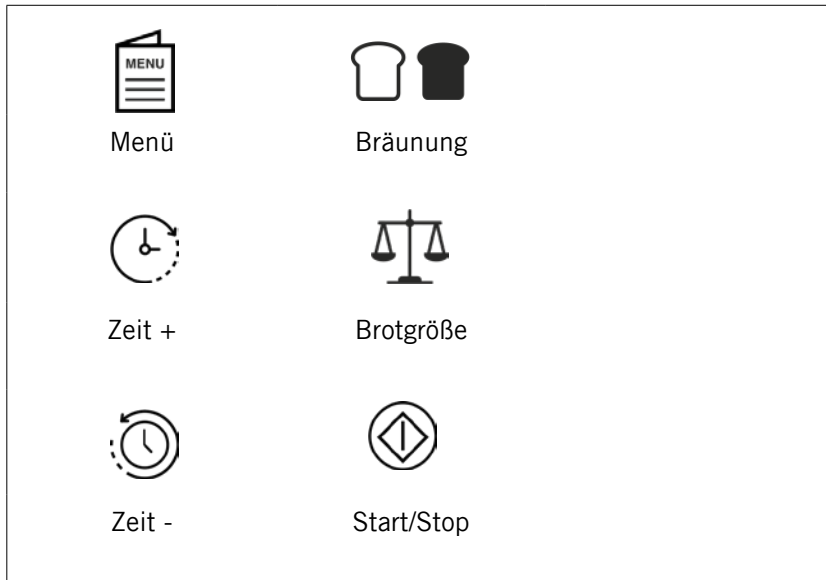 MENU
Menü
Bräunung
Zeit +
Brotgröße
Zeit -
Start/Stop